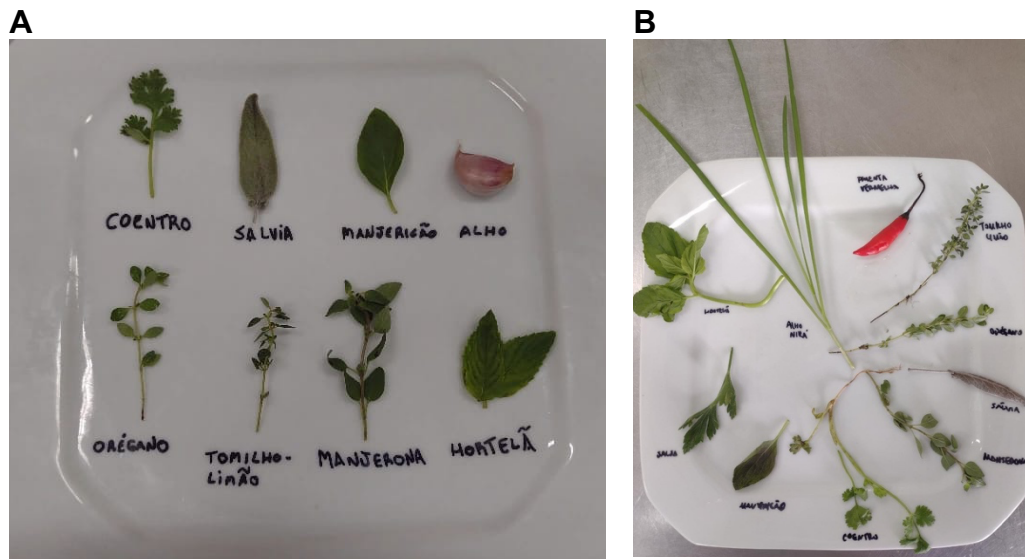 A
COENTRO
SALVIA
MANJERICÃO
ALHO
ORÉGANO
TOMILHO-
LIMÃO
MANJERONA
HORTELÃ
B
PIMENTA
VERMELHA
TOMILHO
LIMÃO
HORTELÃ
ALHO
NIRÁ
ORÉGANO
SÁLVIA
SALSA
MANJERONA
MANJERICÃO
COENTRO